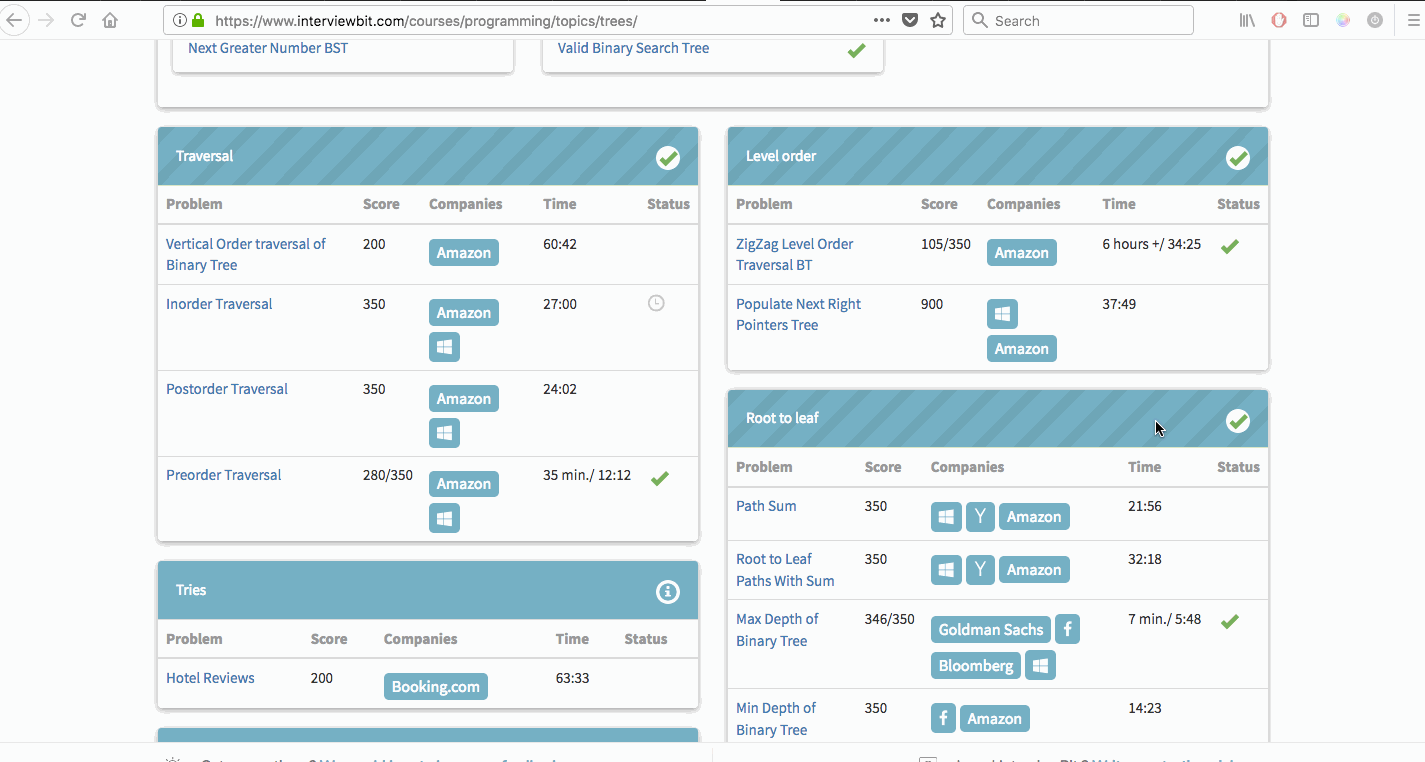 https://www.interviewbit.com/courses/programming/topics/trees/
Search
Next Greater Number BST
Valid Binary Search Tree
Traversal
Problem Score Companies Time Status
Vertical Order traversal of 200 Amazon 60:42
Binary Tree
Inorder Traversal 350 Amazon 27:00
Postorder Traversal 350 Amazon 24:02
Preorder Traversal 280/350 Amazon 35 min./ 12:12
Tries
Problem Score Companies Time Status
Hotel Reviews 200 Booking.com 63:33
Level order
Problem Score Companies Time Status
ZigZag Level Order 105/350 Amazon 6 hours +/ 34:25
Traversal BT
Populate Next Right 900 37:49
Pointers Tree Amazon
Root to leaf
Problem Score Companies Time Status
Path Sum 350 Y Amazon 21:56
Root to Leaf 350 Y Amazon 32:18
Paths With Sum
Max Depth of 346/350 Goldman Sachs f 7 min./ 5:48
Binary Tree Bloomberg
Min Depth of 350 f Amazon 14:23
Binary Tree